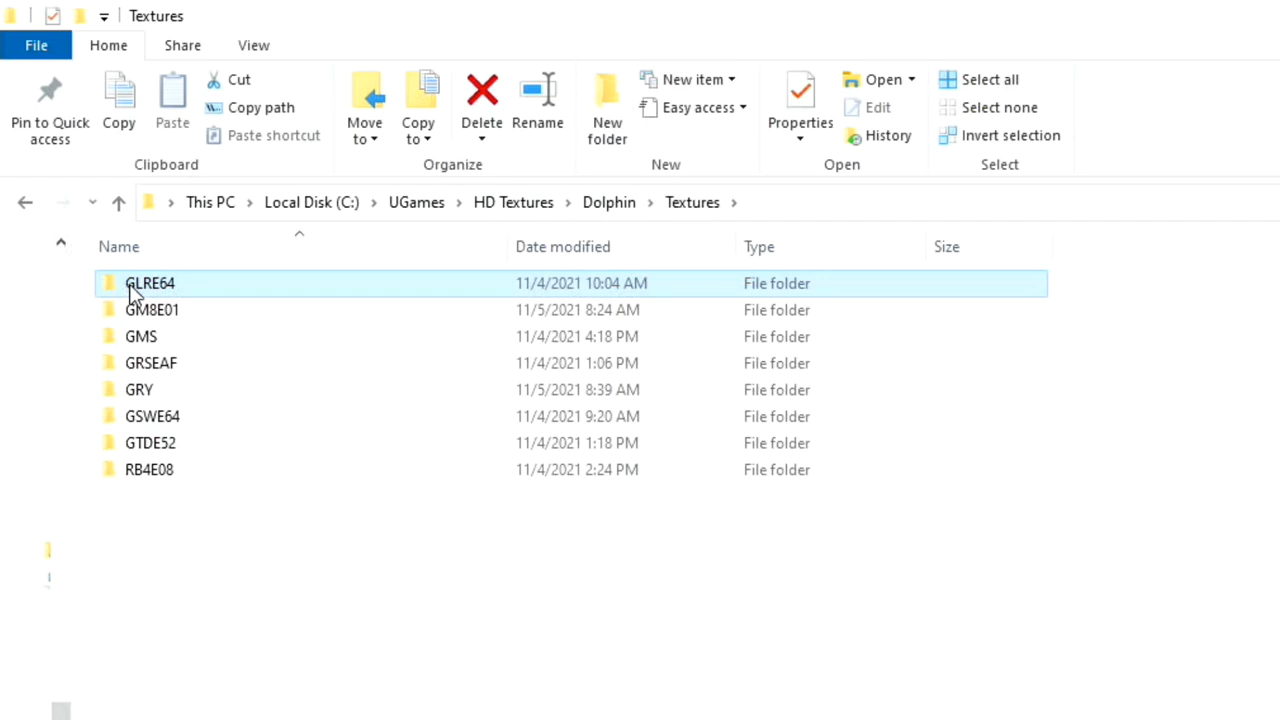 Textures
File Home Share View
Pin to Quick access
Copy
Paste
Cut
Copy path
Paste shortcut
Clipboard
Move to
Copy to
Delete
Rename
Organize
New folder
New item
Easy access
New
Properties
Open
Edit
History
Open
Select all
Select none
Invert selection
Select
This PC > Local Disk (C:) > UGames > HD Textures > Dolphin > Textures >
Name Date modified Type Size
GLRE64 11/4/2021 10:04 AM File folder
GM8E01 11/5/2021 8:24 AM File folder
GMS 11/4/2021 4:18 PM File folder
GRSEAF 11/4/2021 1:06 PM File folder
GRY 11/5/2021 8:39 AM File folder
GSWE64 11/4/2021 9:20 AM File folder
GTDE52 11/4/2021 1:18 PM File folder
RB4E08 11/4/2021 2:24 PM File folder